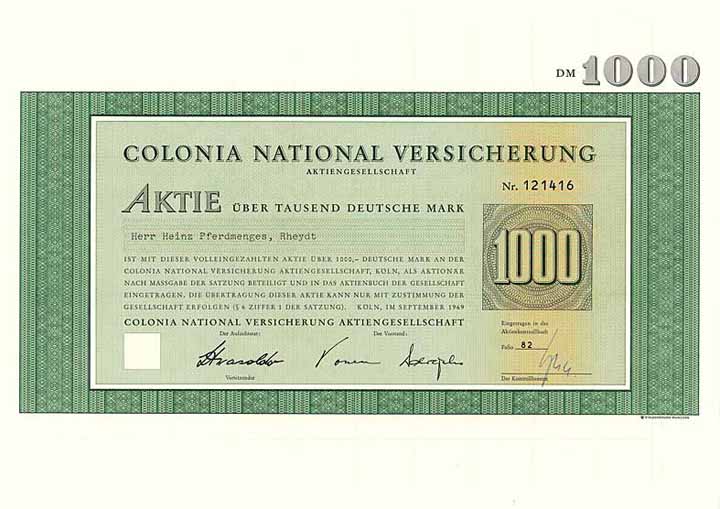 DM 1000
COLONIA NATIONAL VERSICHERUNG
AKTIENGESELLSCHAFT
Nr. 121416
AKTIE ÜBER TAUSEND DEUTSCHE MARK
Herr Heinz Pferdmenges, Rheydt
1000
IST MIT DIESER VOLLEINGEZAHLTEN AKTIE ÜBER 1000,– DEUTSCHE MARK AN DER
COLONIA NATIONAL VERSICHERUNG AKTIENGESELLSCHAFT, KÖLN, ALS AKTIONÄR
NACH MASSGABE DER SATZUNG BETEILIGT UND IN DAS AKTIENBUCH DER GESELLSCHAFT
EINGETRAGEN, DIE ÜBERTRAGUNG DIESER AKTIE KANN NUR MIT ZUSTIMMUNG DER
GESELLSCHAFT ERFOLGEN (§ 6 ZIFFER 1 DER SATZUNG). KÖLN, IM SEPTEMBER 1969
COLONIA NATIONAL VERSICHERUNG AKTIENGESELLSCHAFT
Der Aufsichtsrat: Der Vorstand:
Vorsitzender
Eingetragen in das
Aktienkontrollbuch
Folio 82
Der Kontrollbeamte